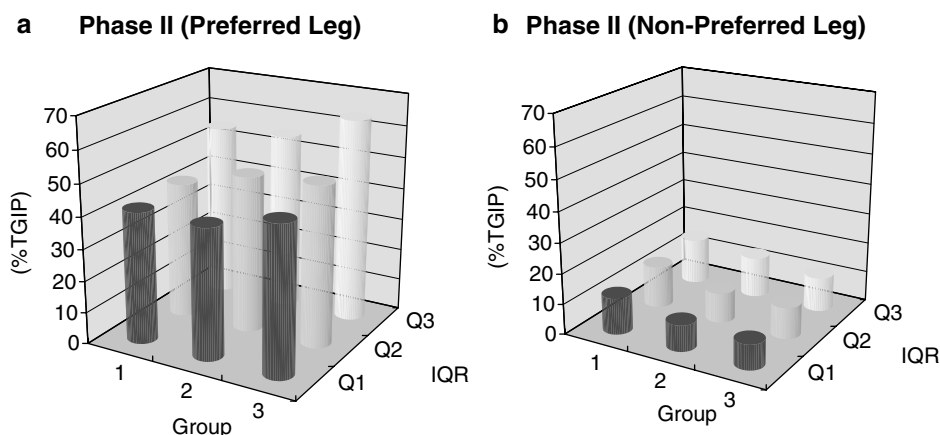 a Phase II (Preferred Leg)
70
60
50
40
30
20
10
0
(%TGIP)
1
2
3
Group
Q1
Q2
Q3
IQR
b Phase II (Non-Preferred Leg)
70
60
50
40
30
20
10
0
(%TGIP)
1
2
3
Group
Q1
Q2
Q3
IQR